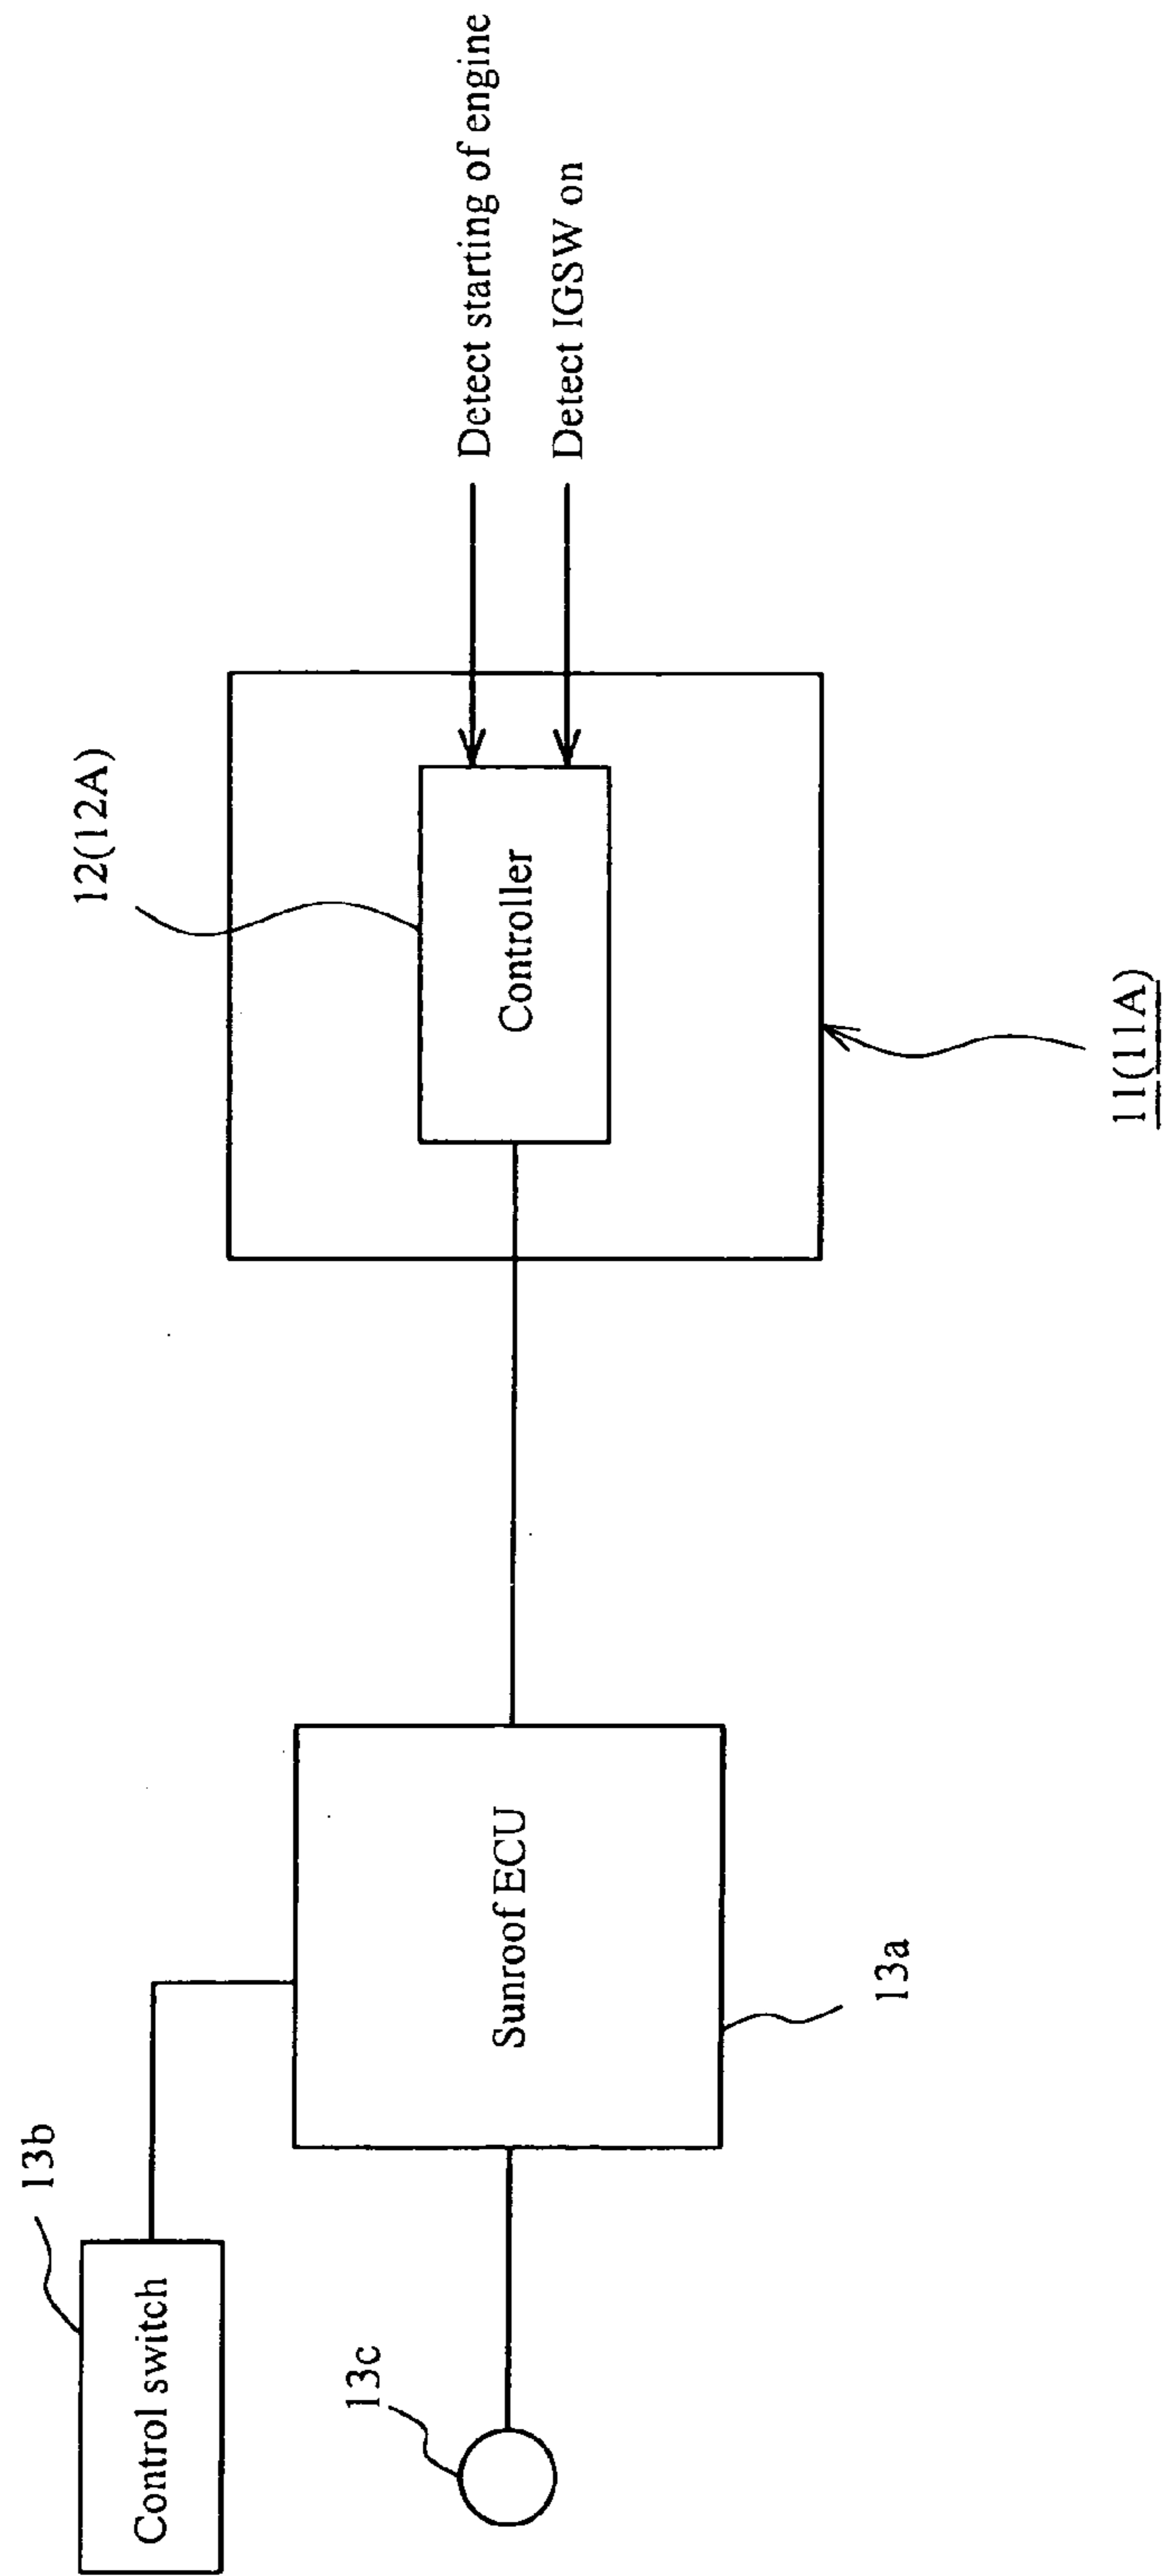 Control switch
13b
13c
Sunroof ECU
13a
12(12A)
Controller
11(11A)
Detect starting of engine
Detect IGSW on